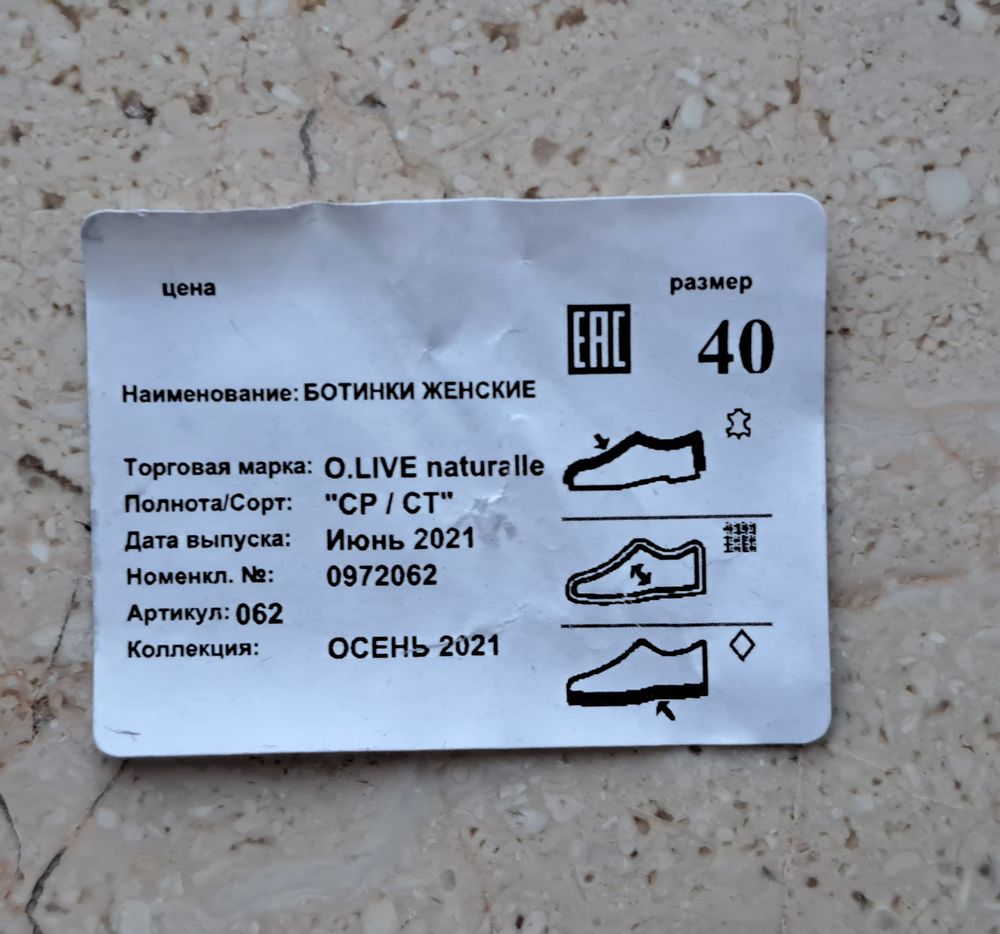 цена
размер
EAC
40
Наименование: БОТИНКИ ЖЕНСКИЕ
Торговая марка: O.LIVE naturalle
Полнота/Сорт: "СР / СТ"
Дата выпуска: Июнь 2021
Номенкл. №: 0972062
Артикул: 062
Коллекция: ОСЕНЬ 2021